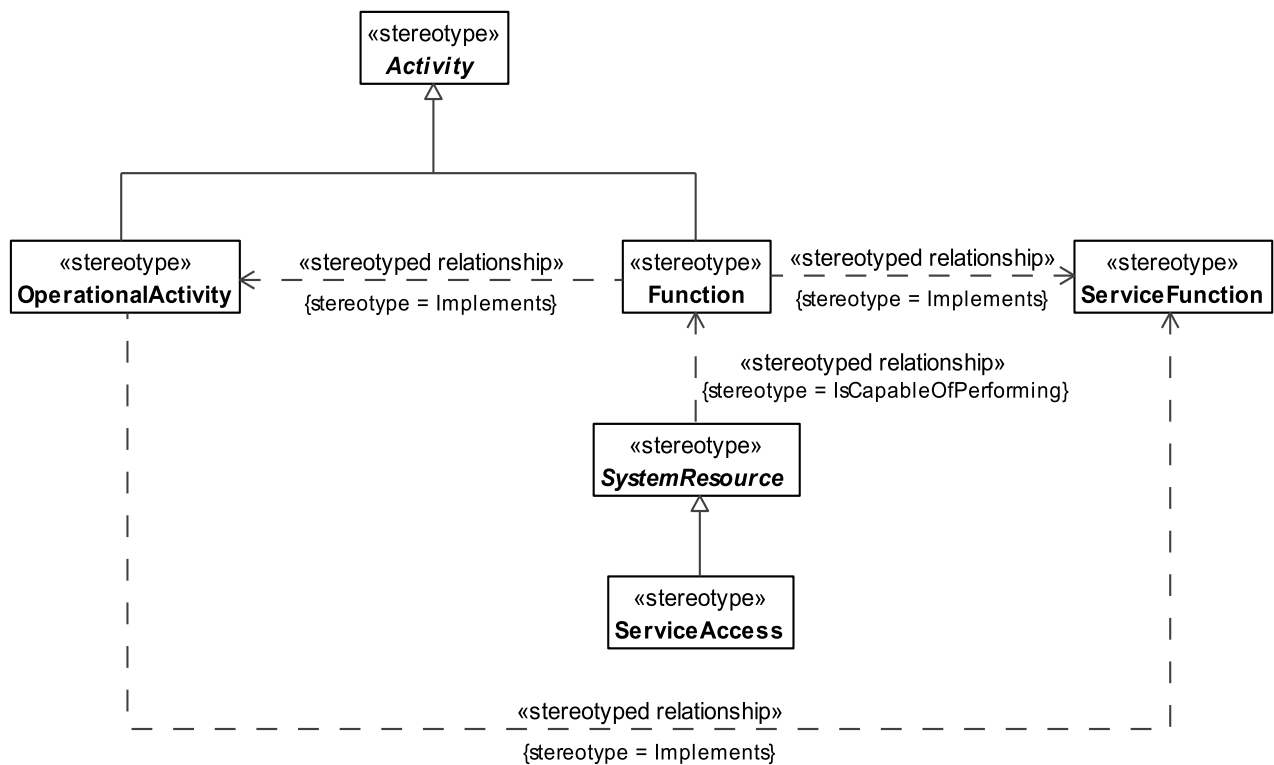 «stereotype»
Activity
«stereotype»
OperationalActivity
«stereotyped relationship»
{stereotype = Implements}
«stereotype»
Function
«stereotyped relationship»
{stereotype = Implements}
«stereotype»
ServiceFunction
«stereotyped relationship»
{stereotype = IsCapableOfPerforming}
«stereotype»
SystemResource
«stereotype»
ServiceAccess
«stereotyped relationship»
{stereotype = Implements}